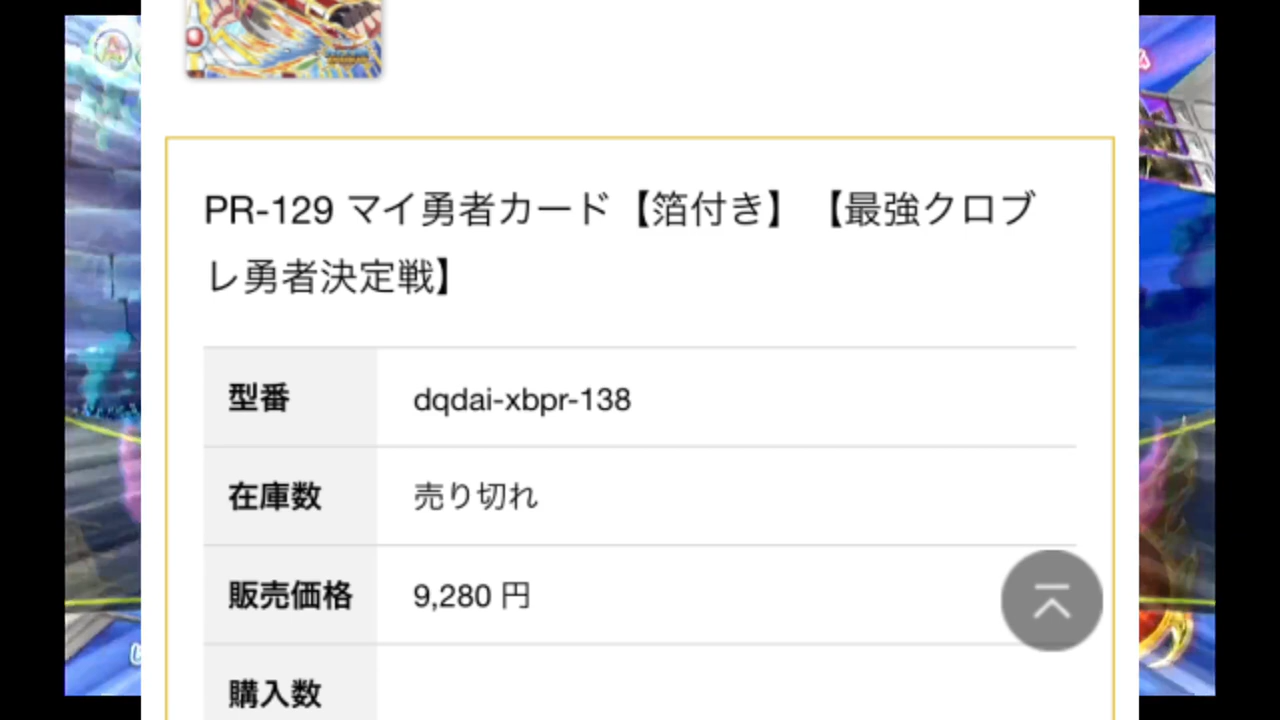 PR-129 マイ勇者カード【箔付き】【最強クロブ
レ勇者決定戦】
型番 dqdai-xbpr-138
在庫数 売り切れ
販売価格 9,280 円
購入数